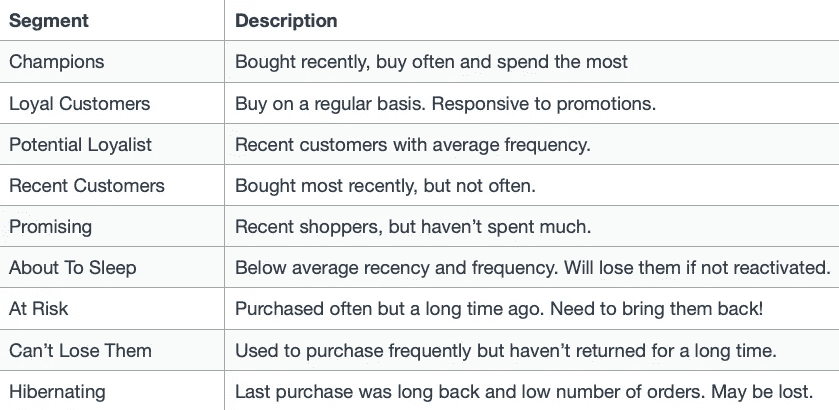 Segment Description
Champions Bought recently, buy often and spend the most
Loyal Customers Buy on a regular basis. Responsive to promotions.
Potential Loyalist Recent customers with average frequency.
Recent Customers Bought most recently, but not often.
Promising Recent shoppers, but haven’t spent much.
About To Sleep Below average recency and frequency. Will lose them if not reactivated.
At Risk Purchased often but a long time ago. Need to bring them back!
Can’t Lose Them Used to purchase frequently but haven’t returned for a long time.
Hibernating Last purchase was long back and low number of orders. May be lost.